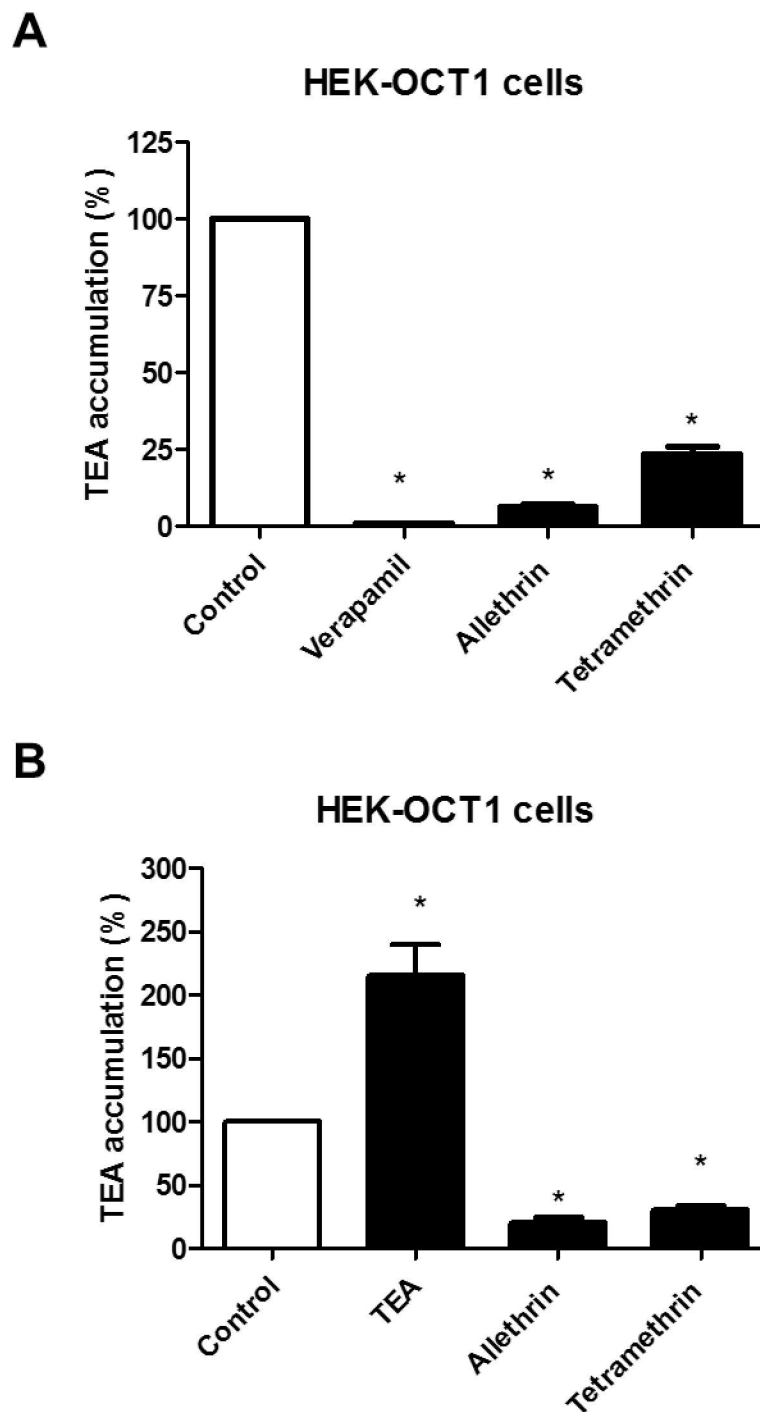 A
HEK-OCT1 cells
TEA accumulation (%)
125
100
75
50
25
0
*
*
*
Control
Verapamil
Allethrin
Tetramethrin
B
HEK-OCT1 cells
TEA accumulation (%)
300
250
200
150
100
50
0
*
*
*
Control
TEA
Allethrin
Tetramethrin